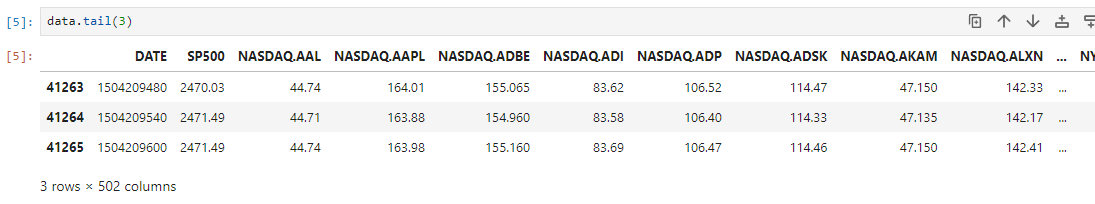 [5]: data.tail(3)
[5]: DATE SP500 NASDAQ.AAL NASDAQ.AAPL NASDAQ.ADBE NASDAQ.ADI NASDAQ.ADP NASDAQ.ADSK NASDAQ.AKAM NASDAQ.ALXN ... NY
41263 1504209480 2470.03 44.74 164.01 155.065 83.62 106.52 114.47 47.150 142.33 ...
41264 1504209540 2471.49 44.71 163.88 154.960 83.58 106.40 114.33 47.135 142.17 ...
41265 1504209600 2471.49 44.74 163.98 155.160 83.69 106.47 114.46 47.150 142.41 ...
3 rows × 502 columns